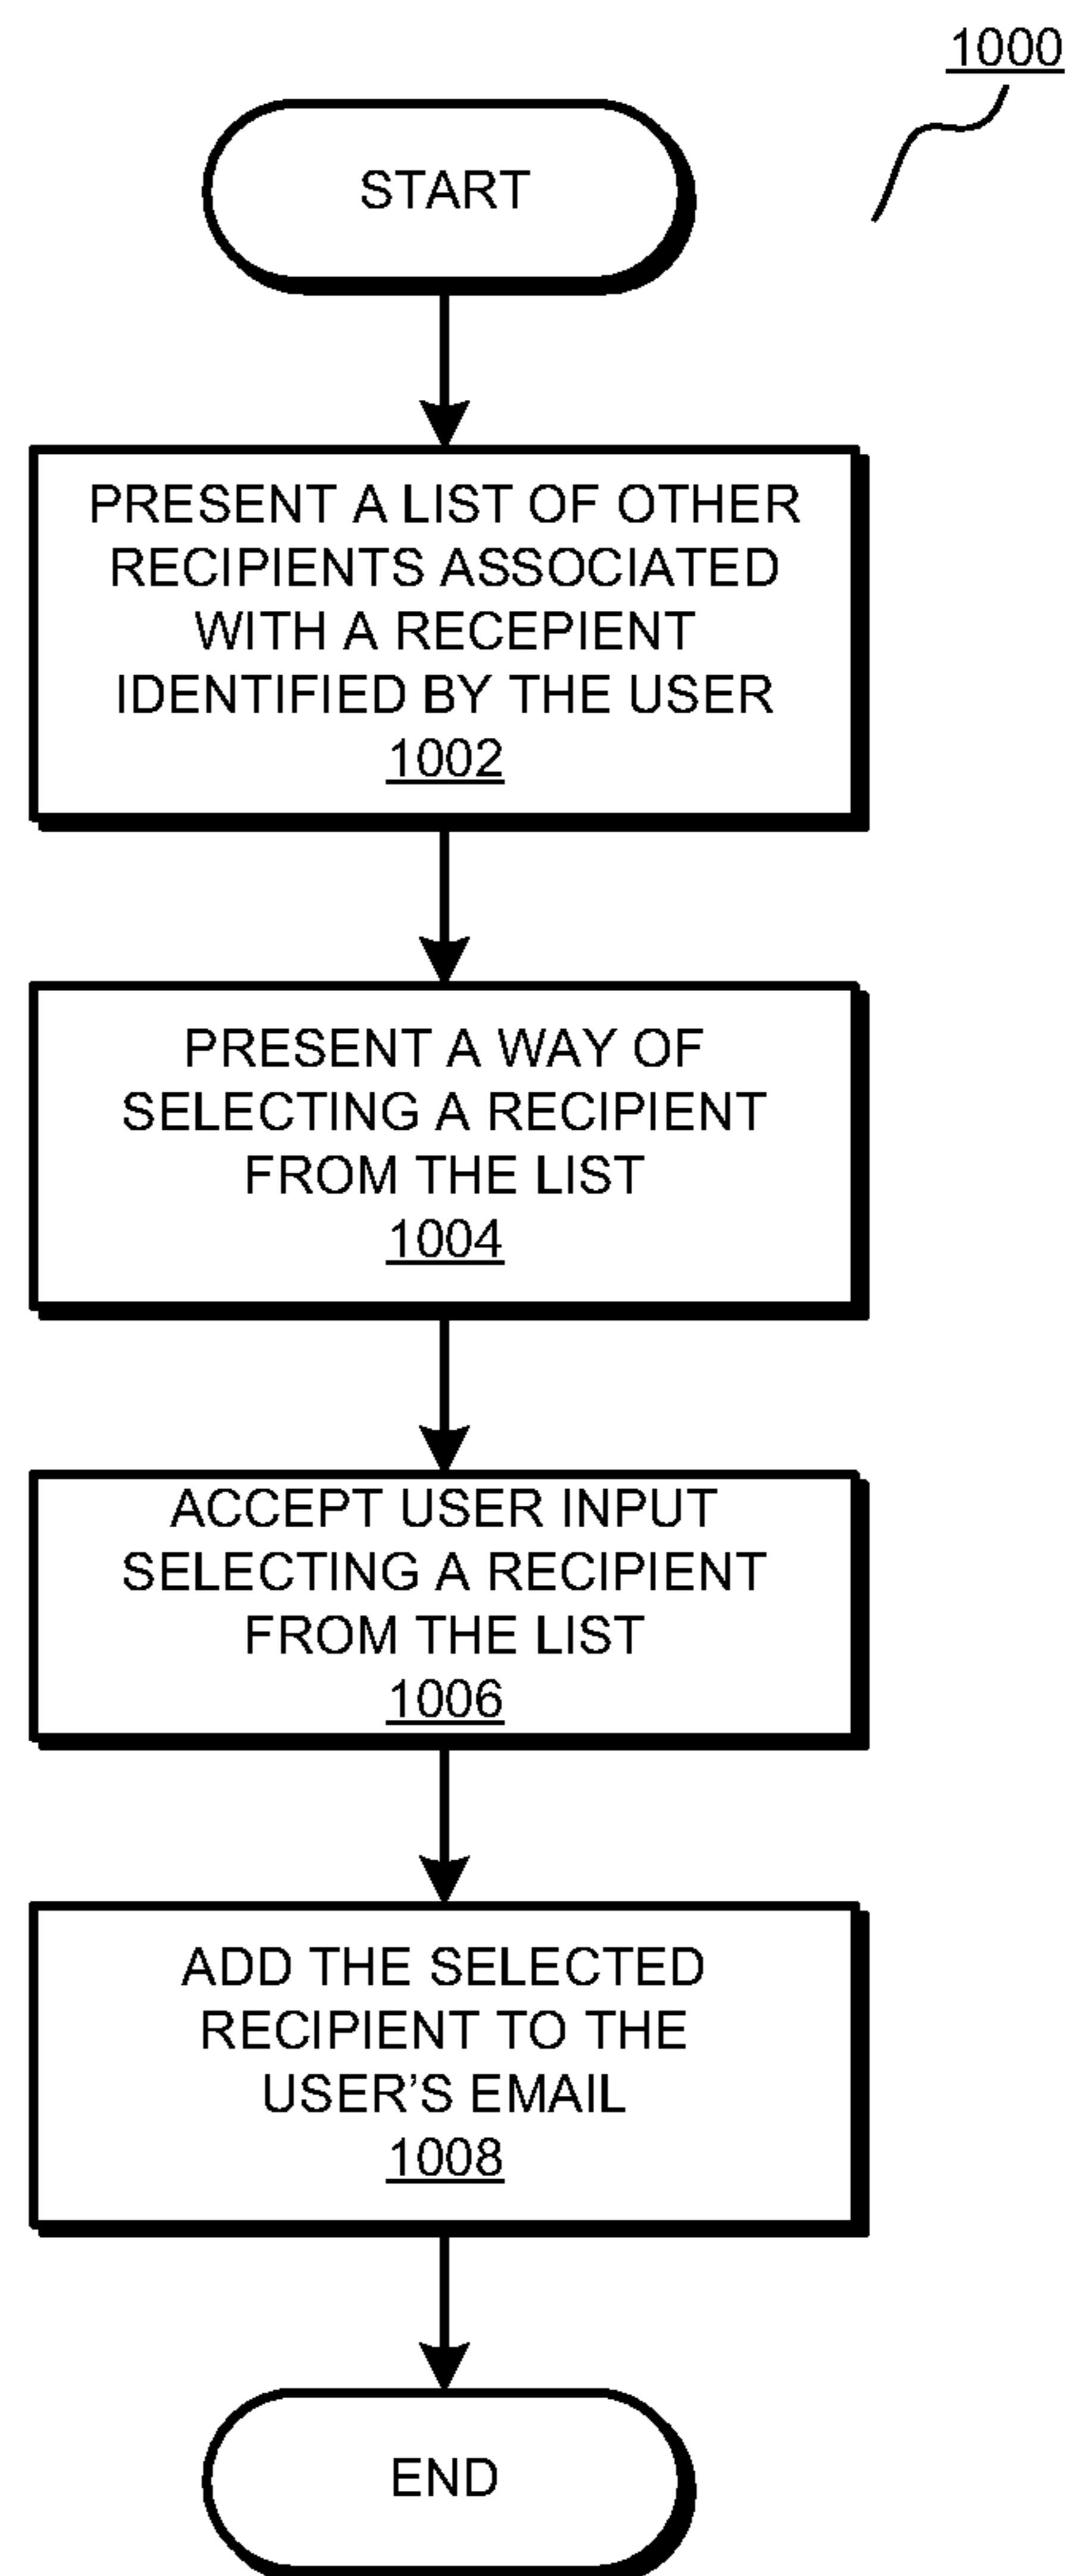 1000
START
PRESENT A LIST OF OTHER
RECIPIENTS ASSOCIATED
WITH A RECEPIENT
IDENTIFIED BY THE USER
1002
PRESENT A WAY OF
SELECTING A RECIPIENT
FROM THE LIST
1004
ACCEPT USER INPUT
SELECTING A RECIPIENT
FROM THE LIST
1006
ADD THE SELECTED
RECIPIENT TO THE
USER’S EMAIL
1008
END